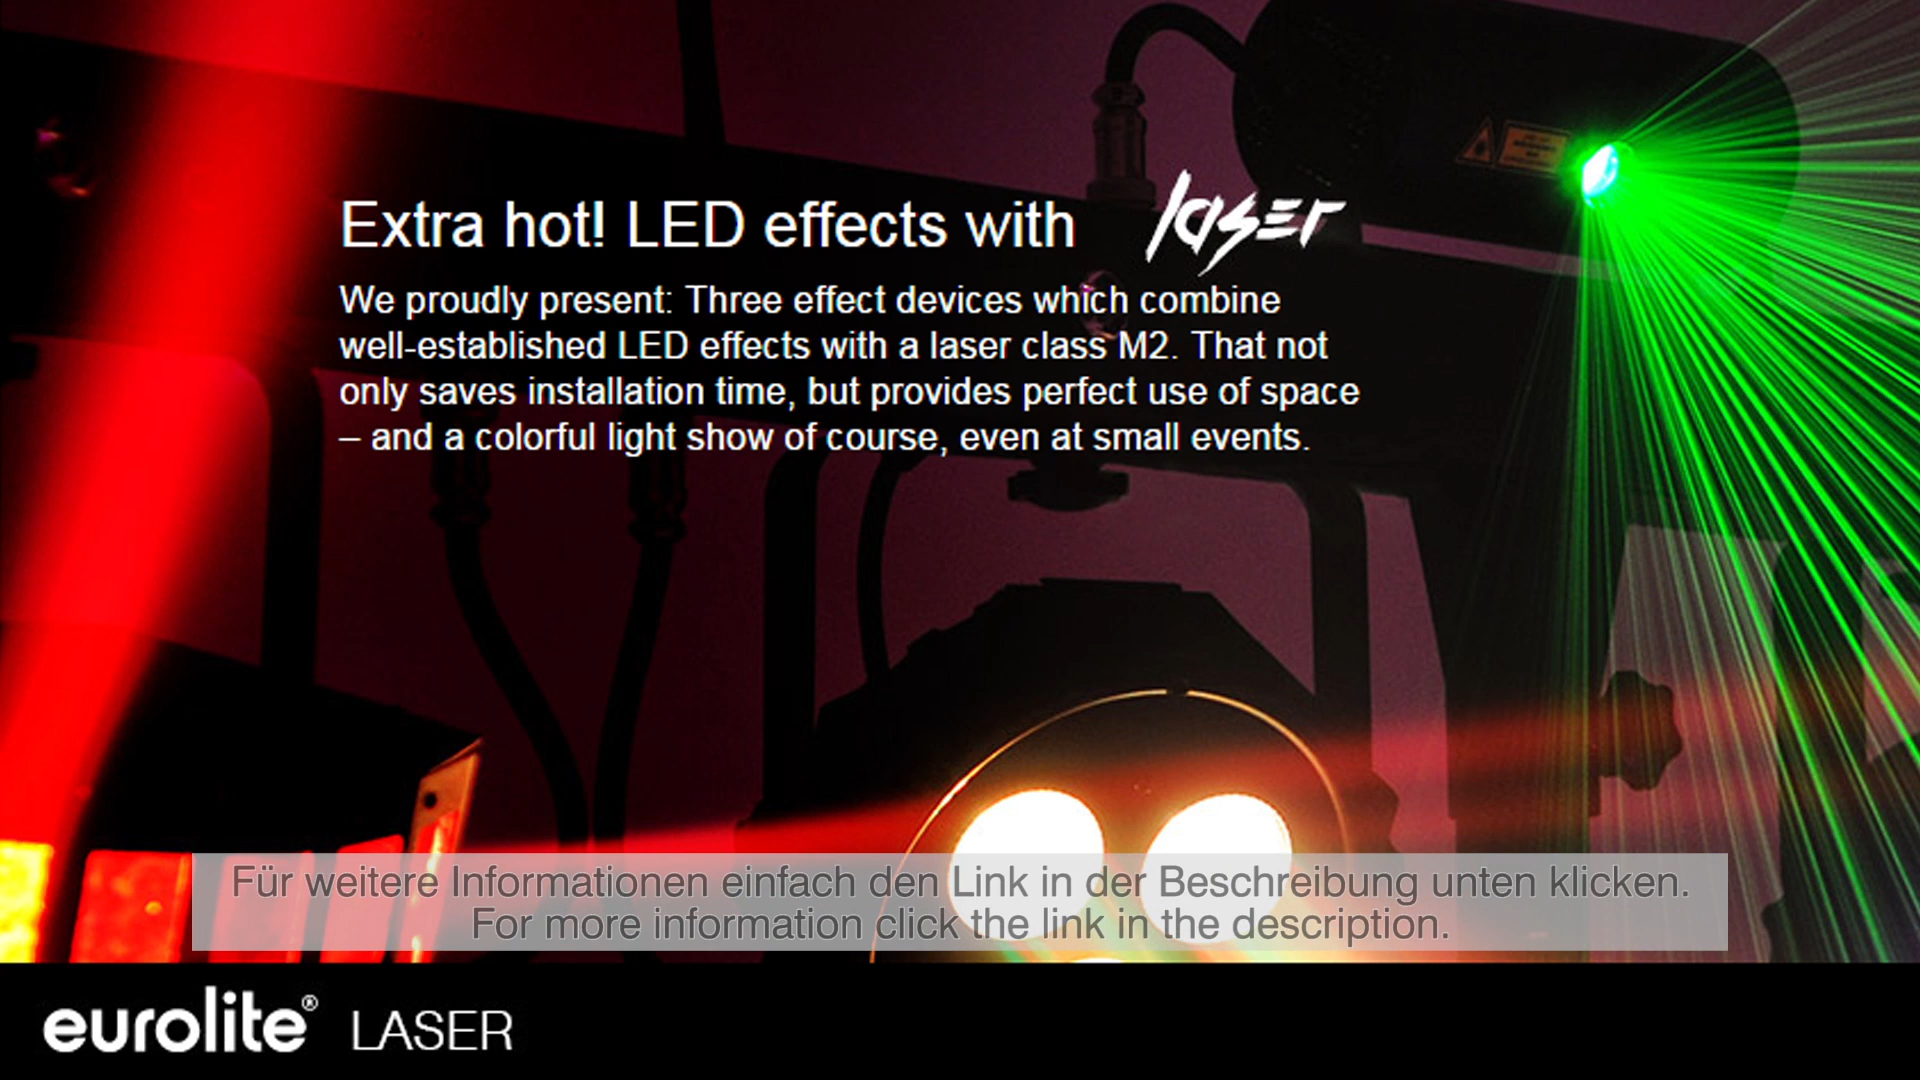 Extra hot! LED effects with laser
We proudly present: Three effect devices which combine
well-established LED effects with a laser class M2. That not
only saves installation time, but provides perfect use of space
– and a colorful light show of course, even at small events.
Für weitere Informationen einfach den Link in der Beschreibung unten klicken.
For more information click the link in the description.
eurolite® LASER